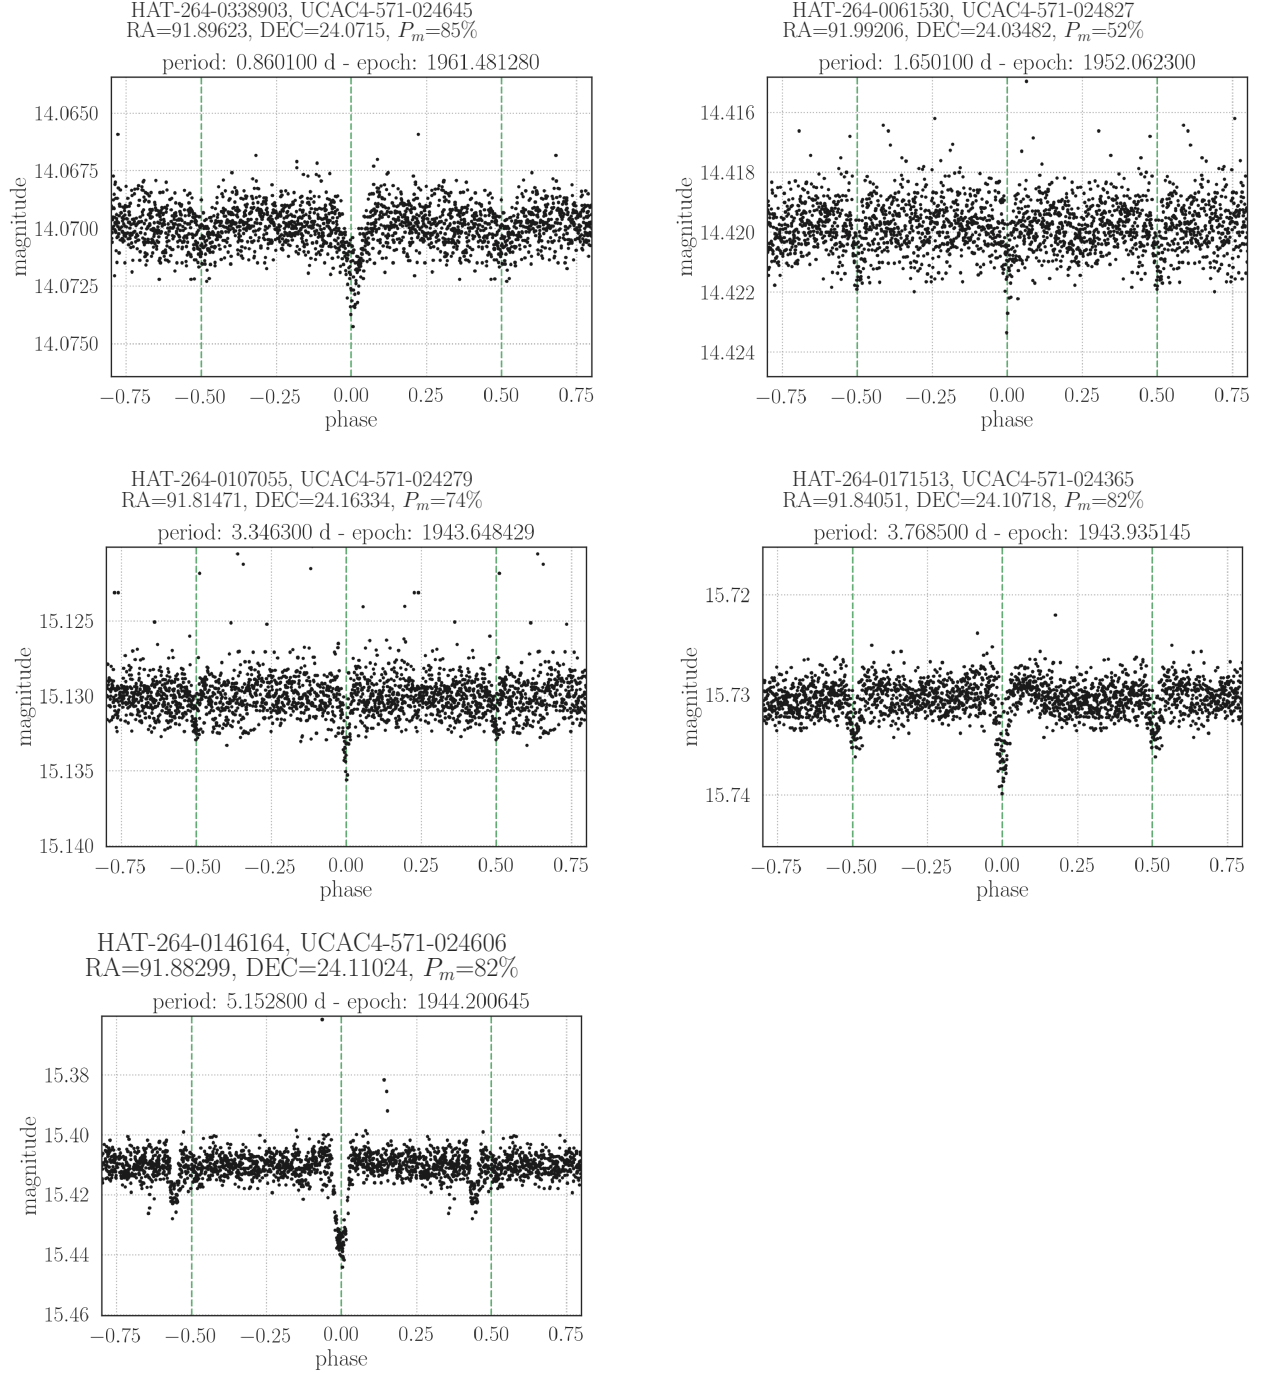 HAT-264-0338903, UCAC4-571-024645
RA=91.89623, DEC=24.0715, P_m=85%
period: 0.860100 d - epoch: 1961.481280
14.0650
14.0675
14.0700
14.0725
14.0750
magnitude
−0.75 −0.50 −0.25 0.00 0.25 0.50 0.75
phase
HAT-264-0061530, UCAC4-571-024827
RA=91.99206, DEC=24.03482, P_m=52%
period: 1.650100 d - epoch: 1952.062300
14.416
14.418
14.420
14.422
14.424
magnitude
−0.75 −0.50 −0.25 0.00 0.25 0.50 0.75
phase
HAT-264-0107055, UCAC4-571-024279
RA=91.81471, DEC=24.16334, P_m=74%
period: 3.346300 d - epoch: 1943.648429
15.125
15.130
15.135
15.140
magnitude
−0.75 −0.50 −0.25 0.00 0.25 0.50 0.75
phase
HAT-264-0171513, UCAC4-571-024365
RA=91.84051, DEC=24.10718, P_m=82%
period: 3.768500 d - epoch: 1943.935145
15.72
15.73
15.74
magnitude
−0.75 −0.50 −0.25 0.00 0.25 0.50 0.75
phase
HAT-264-0146164, UCAC4-571-024606
RA=91.88299, DEC=24.11024, P_m=82%
period: 5.152800 d - epoch: 1944.200645
15.38
15.40
15.42
15.44
15.46
magnitude
−0.75 −0.50 −0.25 0.00 0.25 0.50 0.75
phase